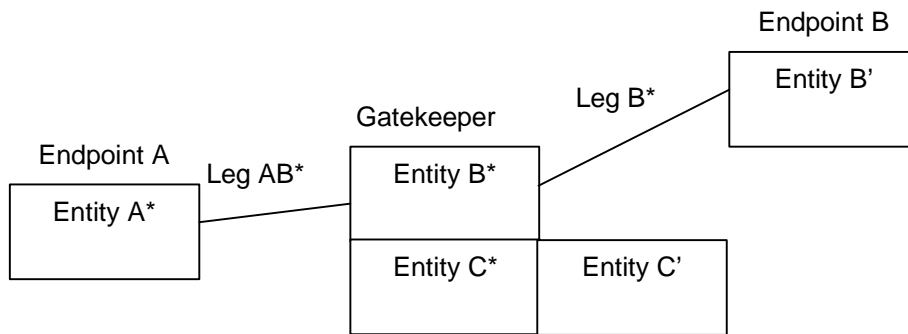 Endpoint B
Entity B’
Leg B*
Gatekeeper
Endpoint A
Leg AB*
Entity B*
Entity A*
Entity C*
Entity C’